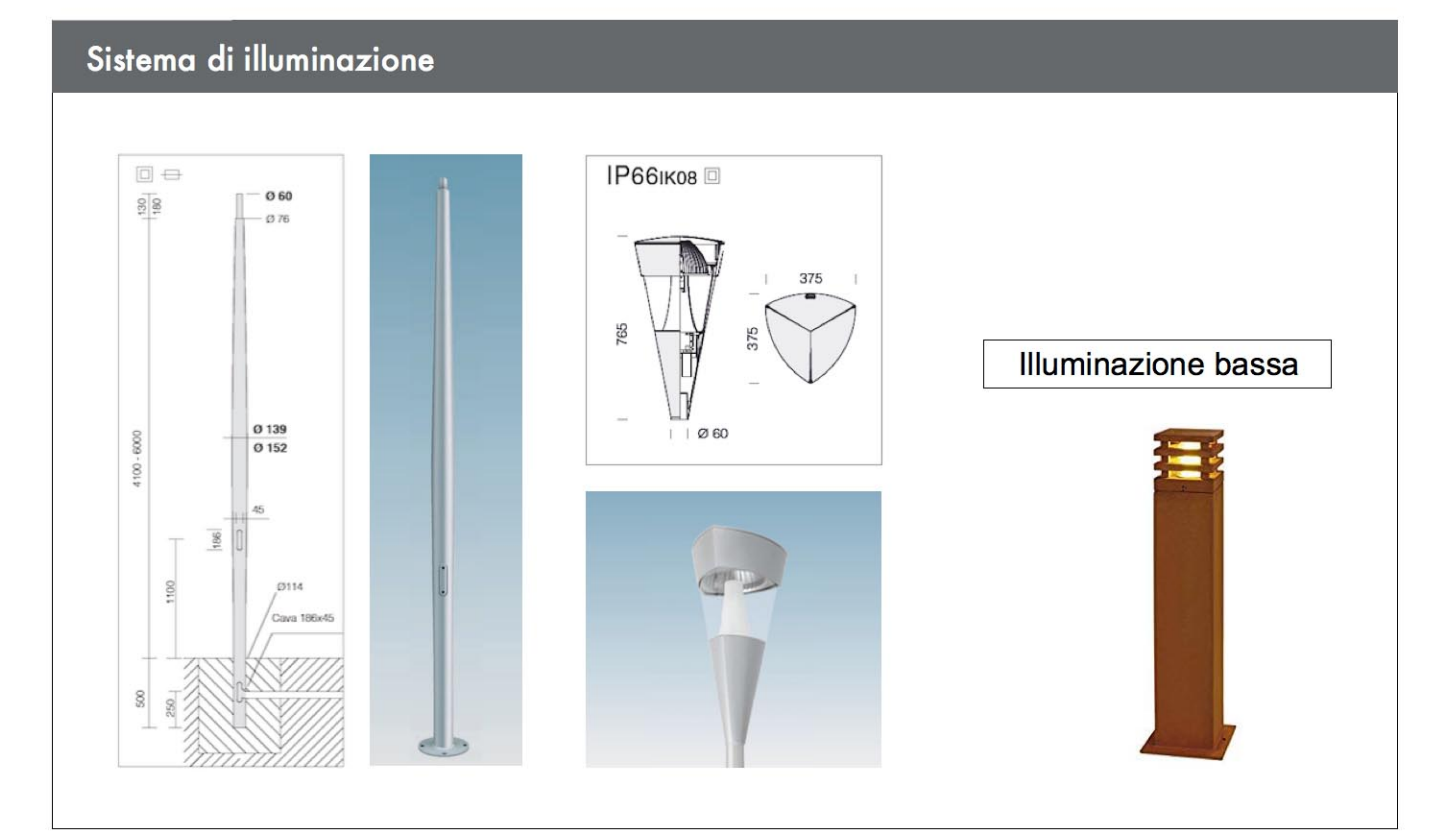 Sistema di illuminazione
130
180
Ø 60
Ø 76
4100 - 6000
Ø 139
Ø 152
45
186
1100
Ø114
Cava 186x45
500
250
IP66IK08
765
Ø 60
375
375
Illuminazione bassa